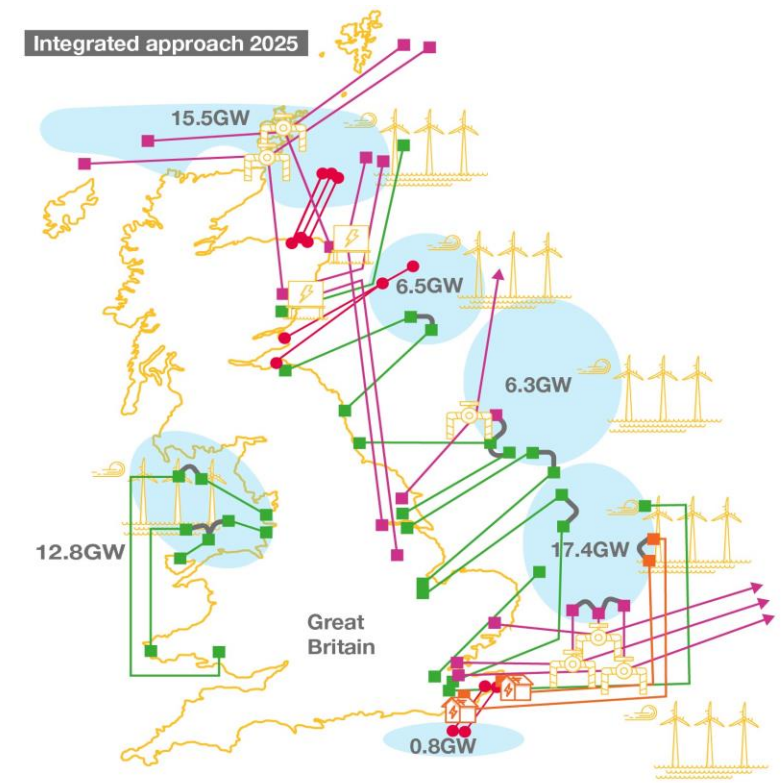 Integrated approach 2025
15.5GW
6.5GW
6.3GW
12.8GW
17.4GW
Great
Britain
0.8GW